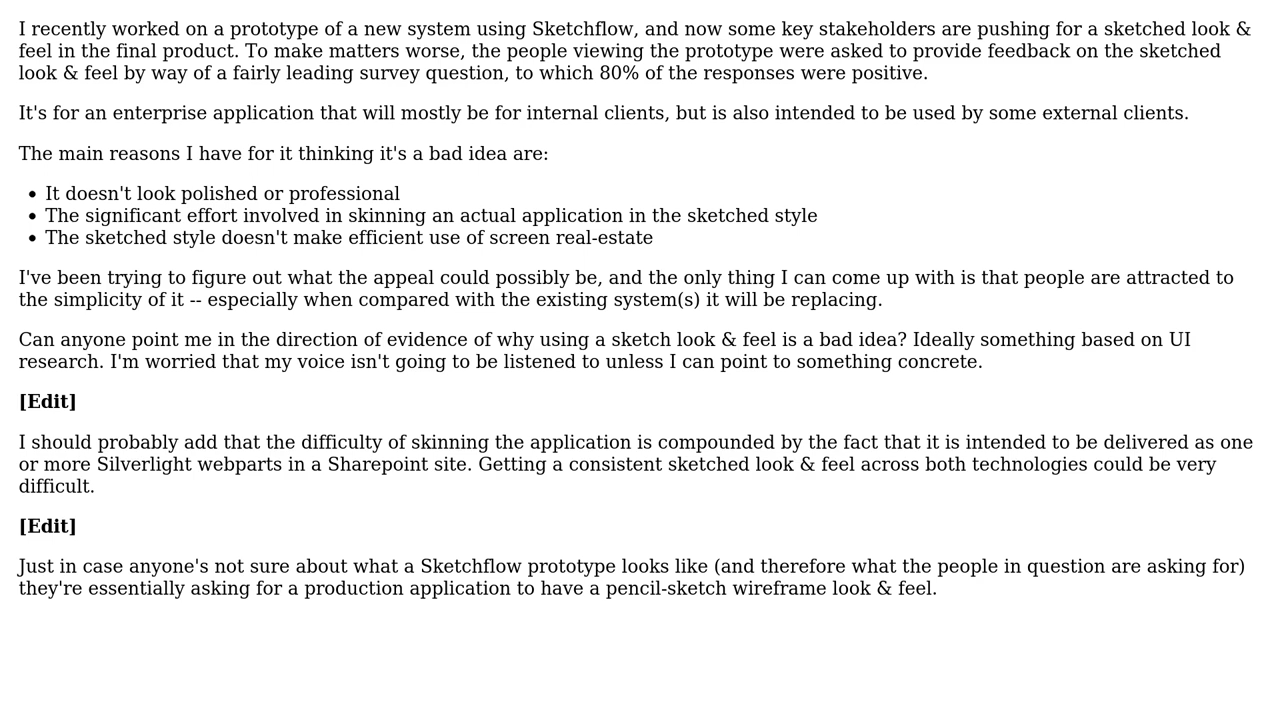 I recently worked on a prototype of a new system using Sketchflow, and now some key stakeholders are pushing for a sketched look &
feel in the final product. To make matters worse, the people viewing the prototype were asked to provide feedback on the sketched
look & feel by way of a fairly leading survey question, to which 80% of the responses were positive.
It's for an enterprise application that will mostly be for internal clients, but is also intended to be used by some external clients.
The main reasons I have for it thinking it's a bad idea are:
• It doesn't look polished or professional
• The significant effort involved in skinning an actual application in the sketched style
• The sketched style doesn't make efficient use of screen real-estate
I've been trying to figure out what the appeal could possibly be, and the only thing I can come up with is that people are attracted to
the simplicity of it -- especially when compared with the existing system(s) it will be replacing.
Can anyone point me in the direction of evidence of why using a sketch look & feel is a bad idea? Ideally something based on UI
research. I'm worried that my voice isn't going to be listened to unless I can point to something concrete.
[Edit]
I should probably add that the difficulty of skinning the application is compounded by the fact that it is intended to be delivered as one
or more Silverlight webparts in a Sharepoint site. Getting a consistent sketched look & feel across both technologies could be very
difficult.
[Edit]
Just in case anyone's not sure about what a Sketchflow prototype looks like (and therefore what the people in question are asking for)
they're essentially asking for a production application to have a pencil-sketch wireframe look & feel.